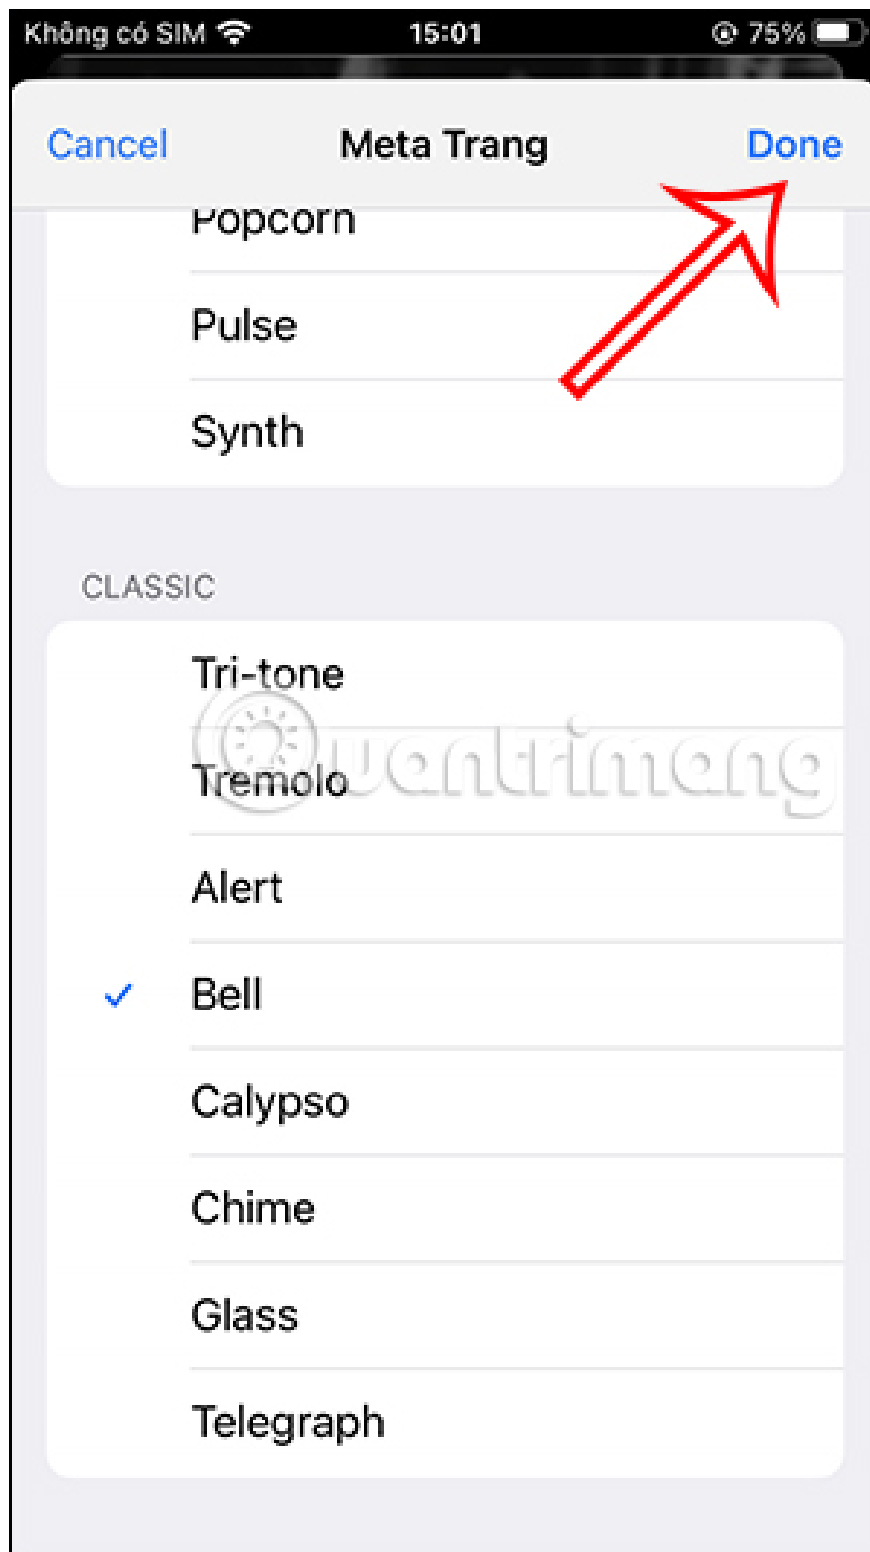 Không có SIM 15:01 75%
Cancel Meta Trang Done
Popcorn
Pulse
Synth
CLASSIC
Tri-tone
Quantrimang
Tremolo
Alert
Bell
Calypso
Chime
Glass
Telegraph